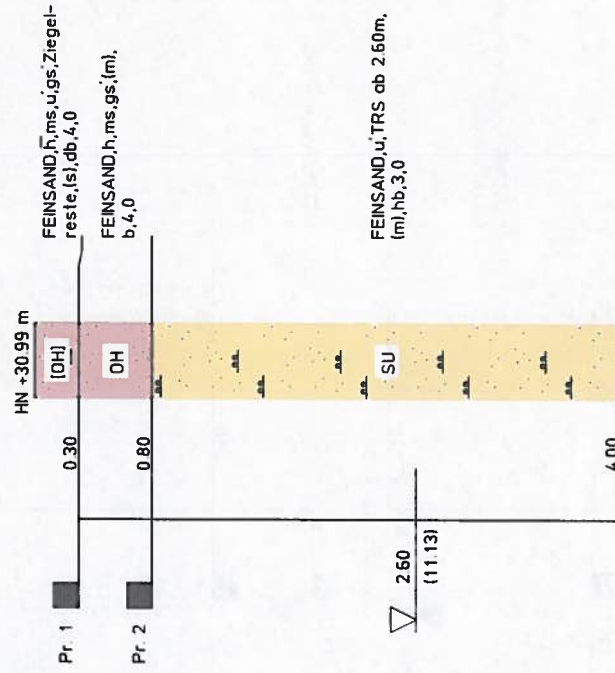 HN +30.99 m
Pr. 1
0.30
[OH]
FEINSAND,h̄,ms,u',gs',Ziegel-
reste,(s),db,4,0
Pr. 2
0.80
OH
FEINSAND,h,ms,gs',(m),
b,4,0
2.60
(11.13)
SU
FEINSAND,u',TRS ab 2.60m,
(m),hb,3,0
4.00